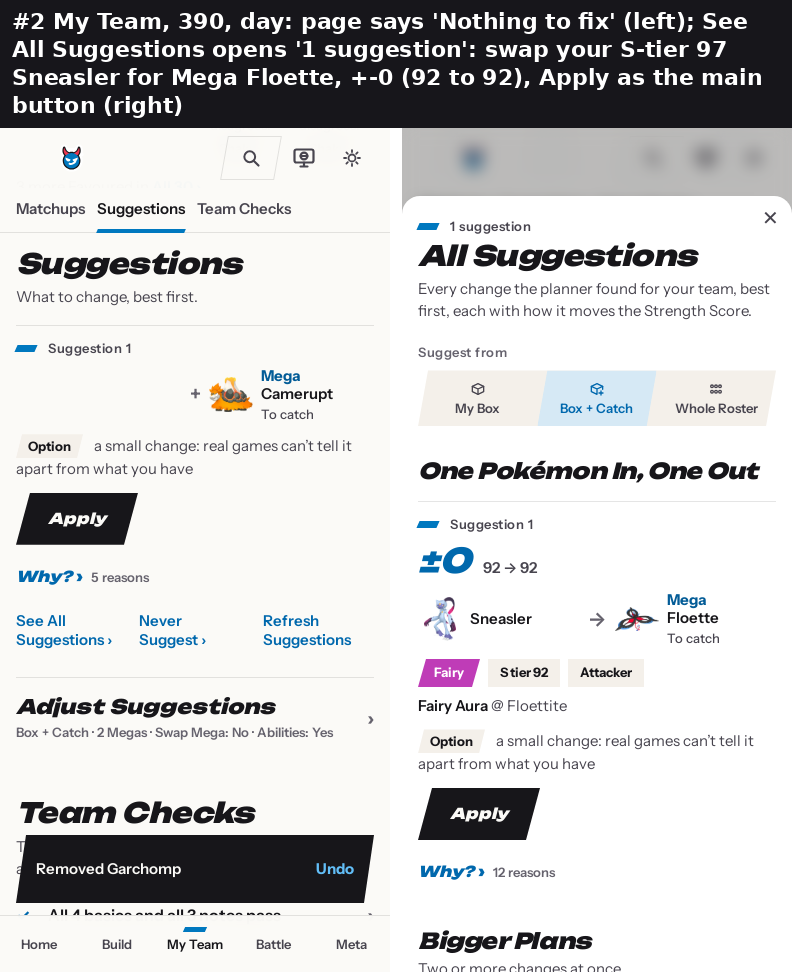 #2 My Team, 390, day: page says 'Nothing to fix' (left); See
All Suggestions opens '1 suggestion': swap your S-tier 97
Sneasler for Mega Floette, +-0 (92 to 92), Apply as the main
button (right)
Matchups Suggestions Team Checks
Suggestions
What to change, best first.
Suggestion 1
+
Mega
Camerupt
To catch
Option a small change: real games can't tell it
apart from what you have
Apply
Why? › 5 reasons
See All
Suggestions ›
Never
Suggest ›
Refresh
Suggestions
Adjust Suggestions
Box + Catch · 2 Megas · Swap Mega: No · Abilities: Yes
›
Team Checks
Removed Garchomp Undo
All 4 basics and all 3 notes pass
Home Build My Team Battle Meta
1 suggestion
All Suggestions
Every change the planner found for your team, best
first, each with how it moves the Strength Score.
Suggest from
My Box Box + Catch Whole Roster
One Pokémon In, One Out
Suggestion 1
±0 92 → 92
Sneasler →
Mega
Floette
To catch
Fairy S tier 92 Attacker
Fairy Aura @ Floettite
Option a small change: real games can't tell it
apart from what you have
Apply
Why? › 12 reasons
Bigger Plans
Two or more changes at once